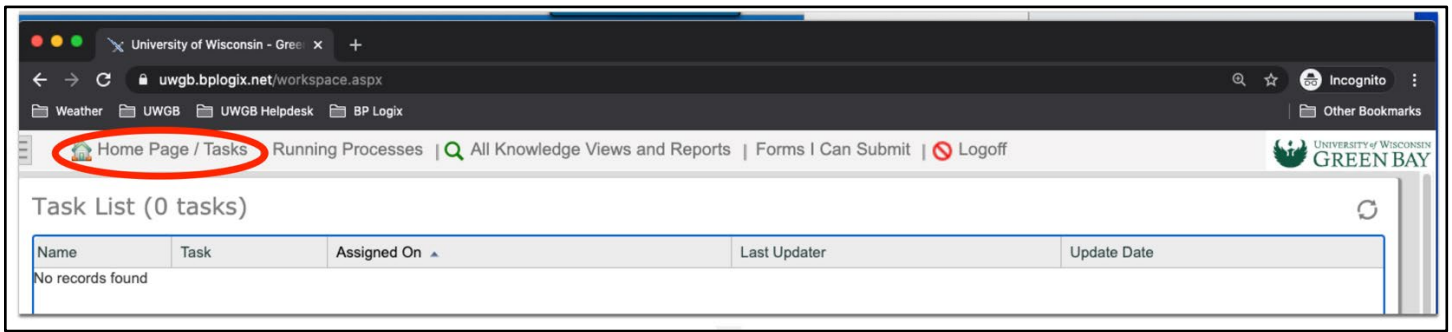 University of Wisconsin - Gree
uwgb.bplogix.net/workspace.aspx
Incognito
Weather UWGB UWGB Helpdesk BP Logix Other Bookmarks
Home Page / Tasks Running Processes | All Knowledge Views and Reports | Forms I Can Submit | Logoff
UNIVERSITY of WISCONSIN
GREEN BAY
Task List (0 tasks)
Name Task Assigned On Last Updater Update Date
No records found